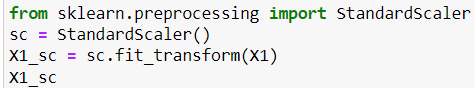 from sklearn.preprocessing import StandardScaler
sc = StandardScaler()
X1_sc = sc.fit_transform(X1)
X1_sc